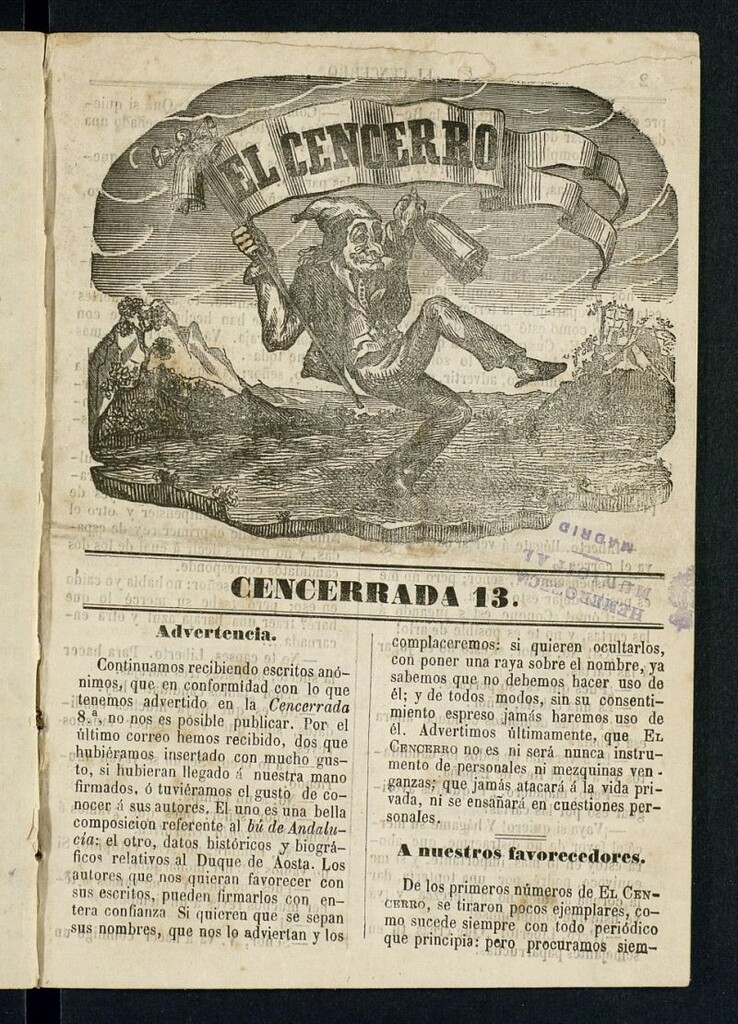 EL CENCERRO
CENCERRADA 13.
Advertencia.
Continuamos recibiendo escritos anó-
nimos, que en conformidad con lo que
tenemos advertido en la Cencerrada
8.ª, no nos es posible publicar. Por el
último correo hemos recibido, dos que
hubiéramos insertado con mucho gus-
to, si hubieran llegado á nuestra mano
firmados, ó tuviéramos el gusto de co-
nocer á sus autores. El uno es una bella
composicion referente al bú de Andalu-
cía; el otro, datos históricos y biográ-
ficos relativos al Duque de Aosta. Los
autores que nos quieran favorecer con
sus escritos, pueden firmarlos con en-
tera confianza Si quieren que se sepan
sus nombres, que nos lo adviertan y los
complaceremos: si quieren ocultarlos,
con poner una raya sobre el nombre, ya
sabemos que no debemos hacer uso de
él; y de todos modos, sin su consenti-
miento espreso jamás haremos uso de
él. Advertimos últimamente, que EL
CENCERRO no es ni será nunca instru-
mento de personales ni mezquinas ven-
ganzas; que jamás atacará á la vida pri-
vada, ni se ensañará en cuestiones per-
sonales.
A nuestros favorecedores.
De los primeros números de EL CEN-
CERRO, se tiraron pocos ejemplares, co-
mo sucede siempre con todo periódico
que principia; pero procuramos siem-
HEMEROTECA
MUNICIPAL
MADRID